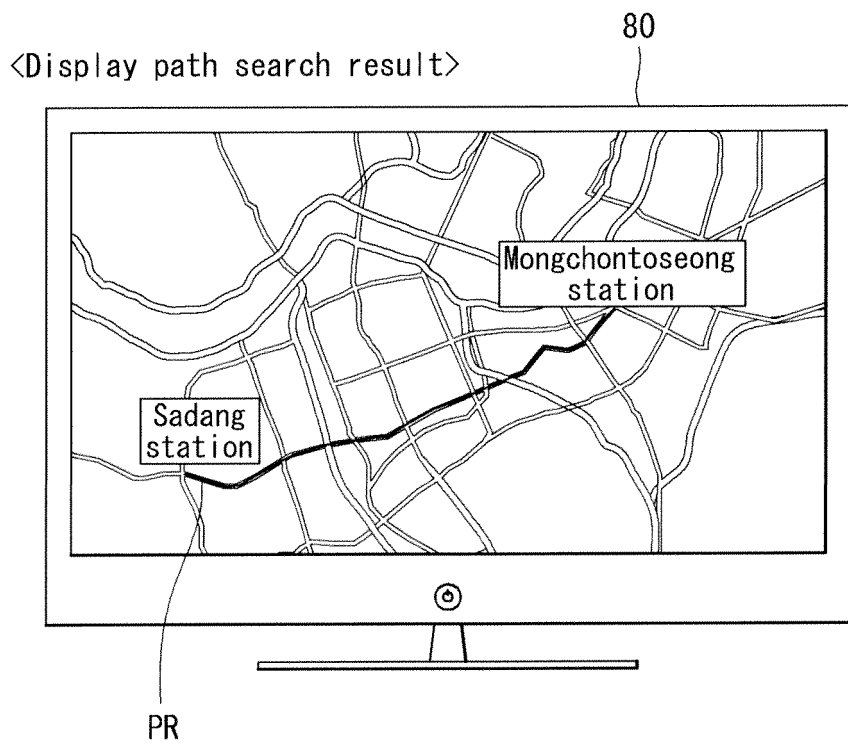 80
<Display path search result>
Mongchontoseong
station
Sadang
station
PR